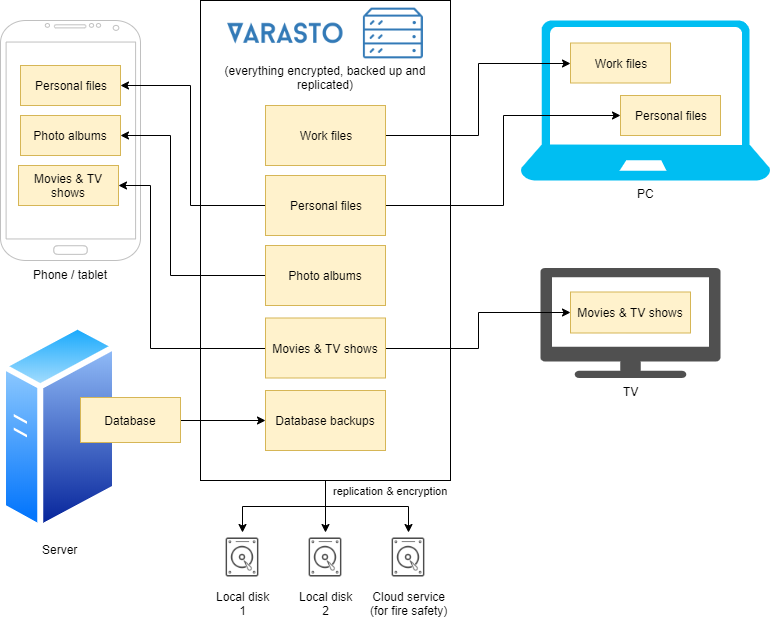 VARASTO
(everything encrypted, backed up and
replicated)
Work files
Personal files
Photo albums
Movies & TV shows
Database backups
Personal files
Photo albums
Movies & TV
shows
Phone / tablet
Work files
Personal files
PC
Movies & TV shows
TV
Database
Server
replication & encryption
Local disk
1
Local disk
2
Cloud service
(for fire safety)